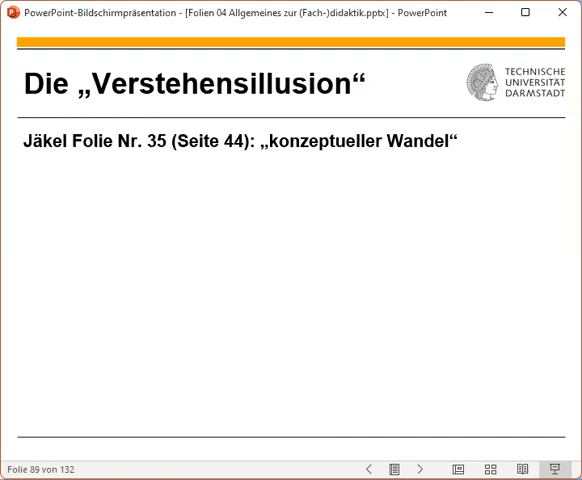 PowerPoint-Bildschirmpräsentation - [Folien 04 Allgemeines zur (Fach-)didaktik.pptx] - PowerPoint
Die „Verstehensillusion“
TECHNISCHE
UNIVERSITÄT
DARMSTADT
Jäkel Folie Nr. 35 (Seite 44): „konzeptueller Wandel“
Folie 89 von 132